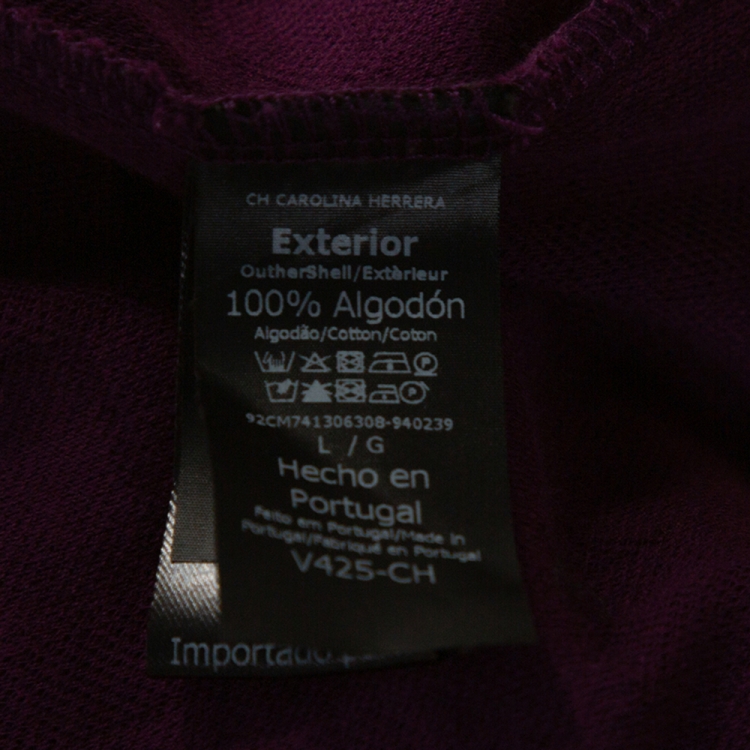 CH CAROLINA HERRERA
Exterior
OutherShell/Extèrieur
100% Algodón
Algodão/Cotton/Coton
P
P
92CM741306308-940239
L / G
Hecho en
Portugal
Feito em Portugal/Made in
Portugal/Fabriqué en Portugal
V425-CH